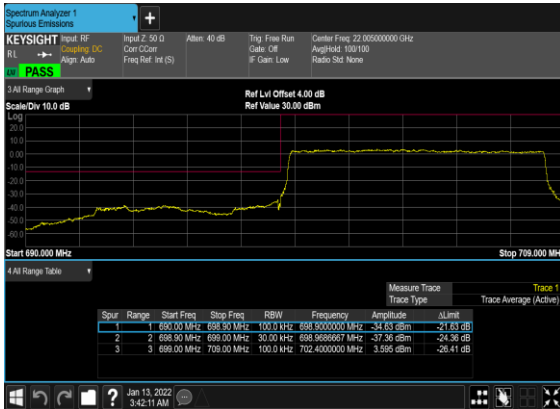 Spectrum Analyzer 1
Spurious Emissions
+
KEYSIGHT Input: RF Input Z: 50 Ω Atten: 40 dB Trig: Free Run Center Freq: 22.005000000 GHz
RL Coupling: DC Corr CCorr Gate: Off Avg|Hold: 100/100
Align: Auto Freq Ref: Int (S) IF Gain: Low Radio Std: None
PASS
3 All Range Graph
Ref Lvl Offset 4.00 dB
Scale/Div 10.0 dB Ref Value 30.00 dBm
Log
20.0
10.0
0.00
-10.0
-20.0
-30.0
-40.0
-50.0
-60.0
Start 690.000 MHz Stop 709.000 MH
4 All Range Table
Measure Trace Trace 1
Trace Type Trace Average (Active)
Spur Range Start Freq Stop Freq RBW Frequency Amplitude ΔLimit
1 1 690.00 MHz 698.90 MHz 100.0 kHz 698.9000000 MHz -34.63 dBm -21.63 dB
2 2 698.90 MHz 699.00 MHz 30.00 kHz 698.9686667 MHz -37.36 dBm -24.36 dB
3 3 699.00 MHz 709.00 MHz 100.0 kHz 702.4000000 MHz 3.595 dBm -26.41 dB
? Jan 13, 2022
3:42:11 AM